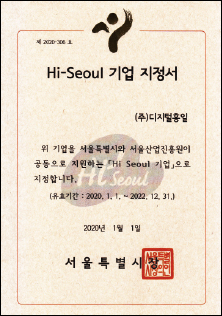 제 2020-306 호
Hi-Seoul 기업 지정서
(주)디지털홍일
위 기업을 서울특별시와 서울산업진흥원이
공동으로 지원하는 「Hi Seoul 기업」으로
지정합니다.
(유효기간 : 2020. 1. 1. ~ 2022. 12. 31.)
Hi Seoul
2020년 1월 1일
서울특별시장